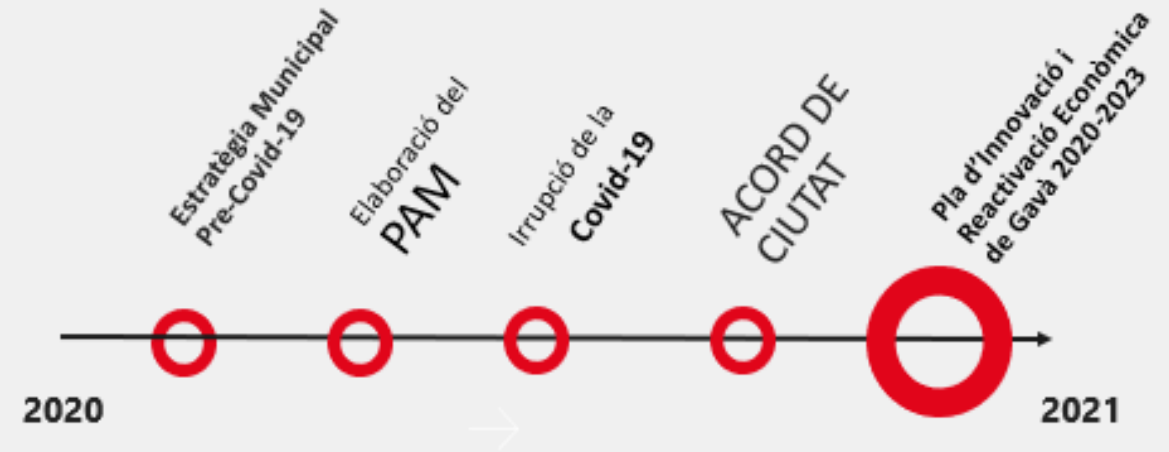 Estratègia Municipal
Pre-Covid-19
Elaboració del
PAM
Irrupció de la
Covid-19
ACORD DE
CIUTAT
Pla d'Innovació i
Reactivació Econòmica
de Gavà 2020-2023
2020
2021